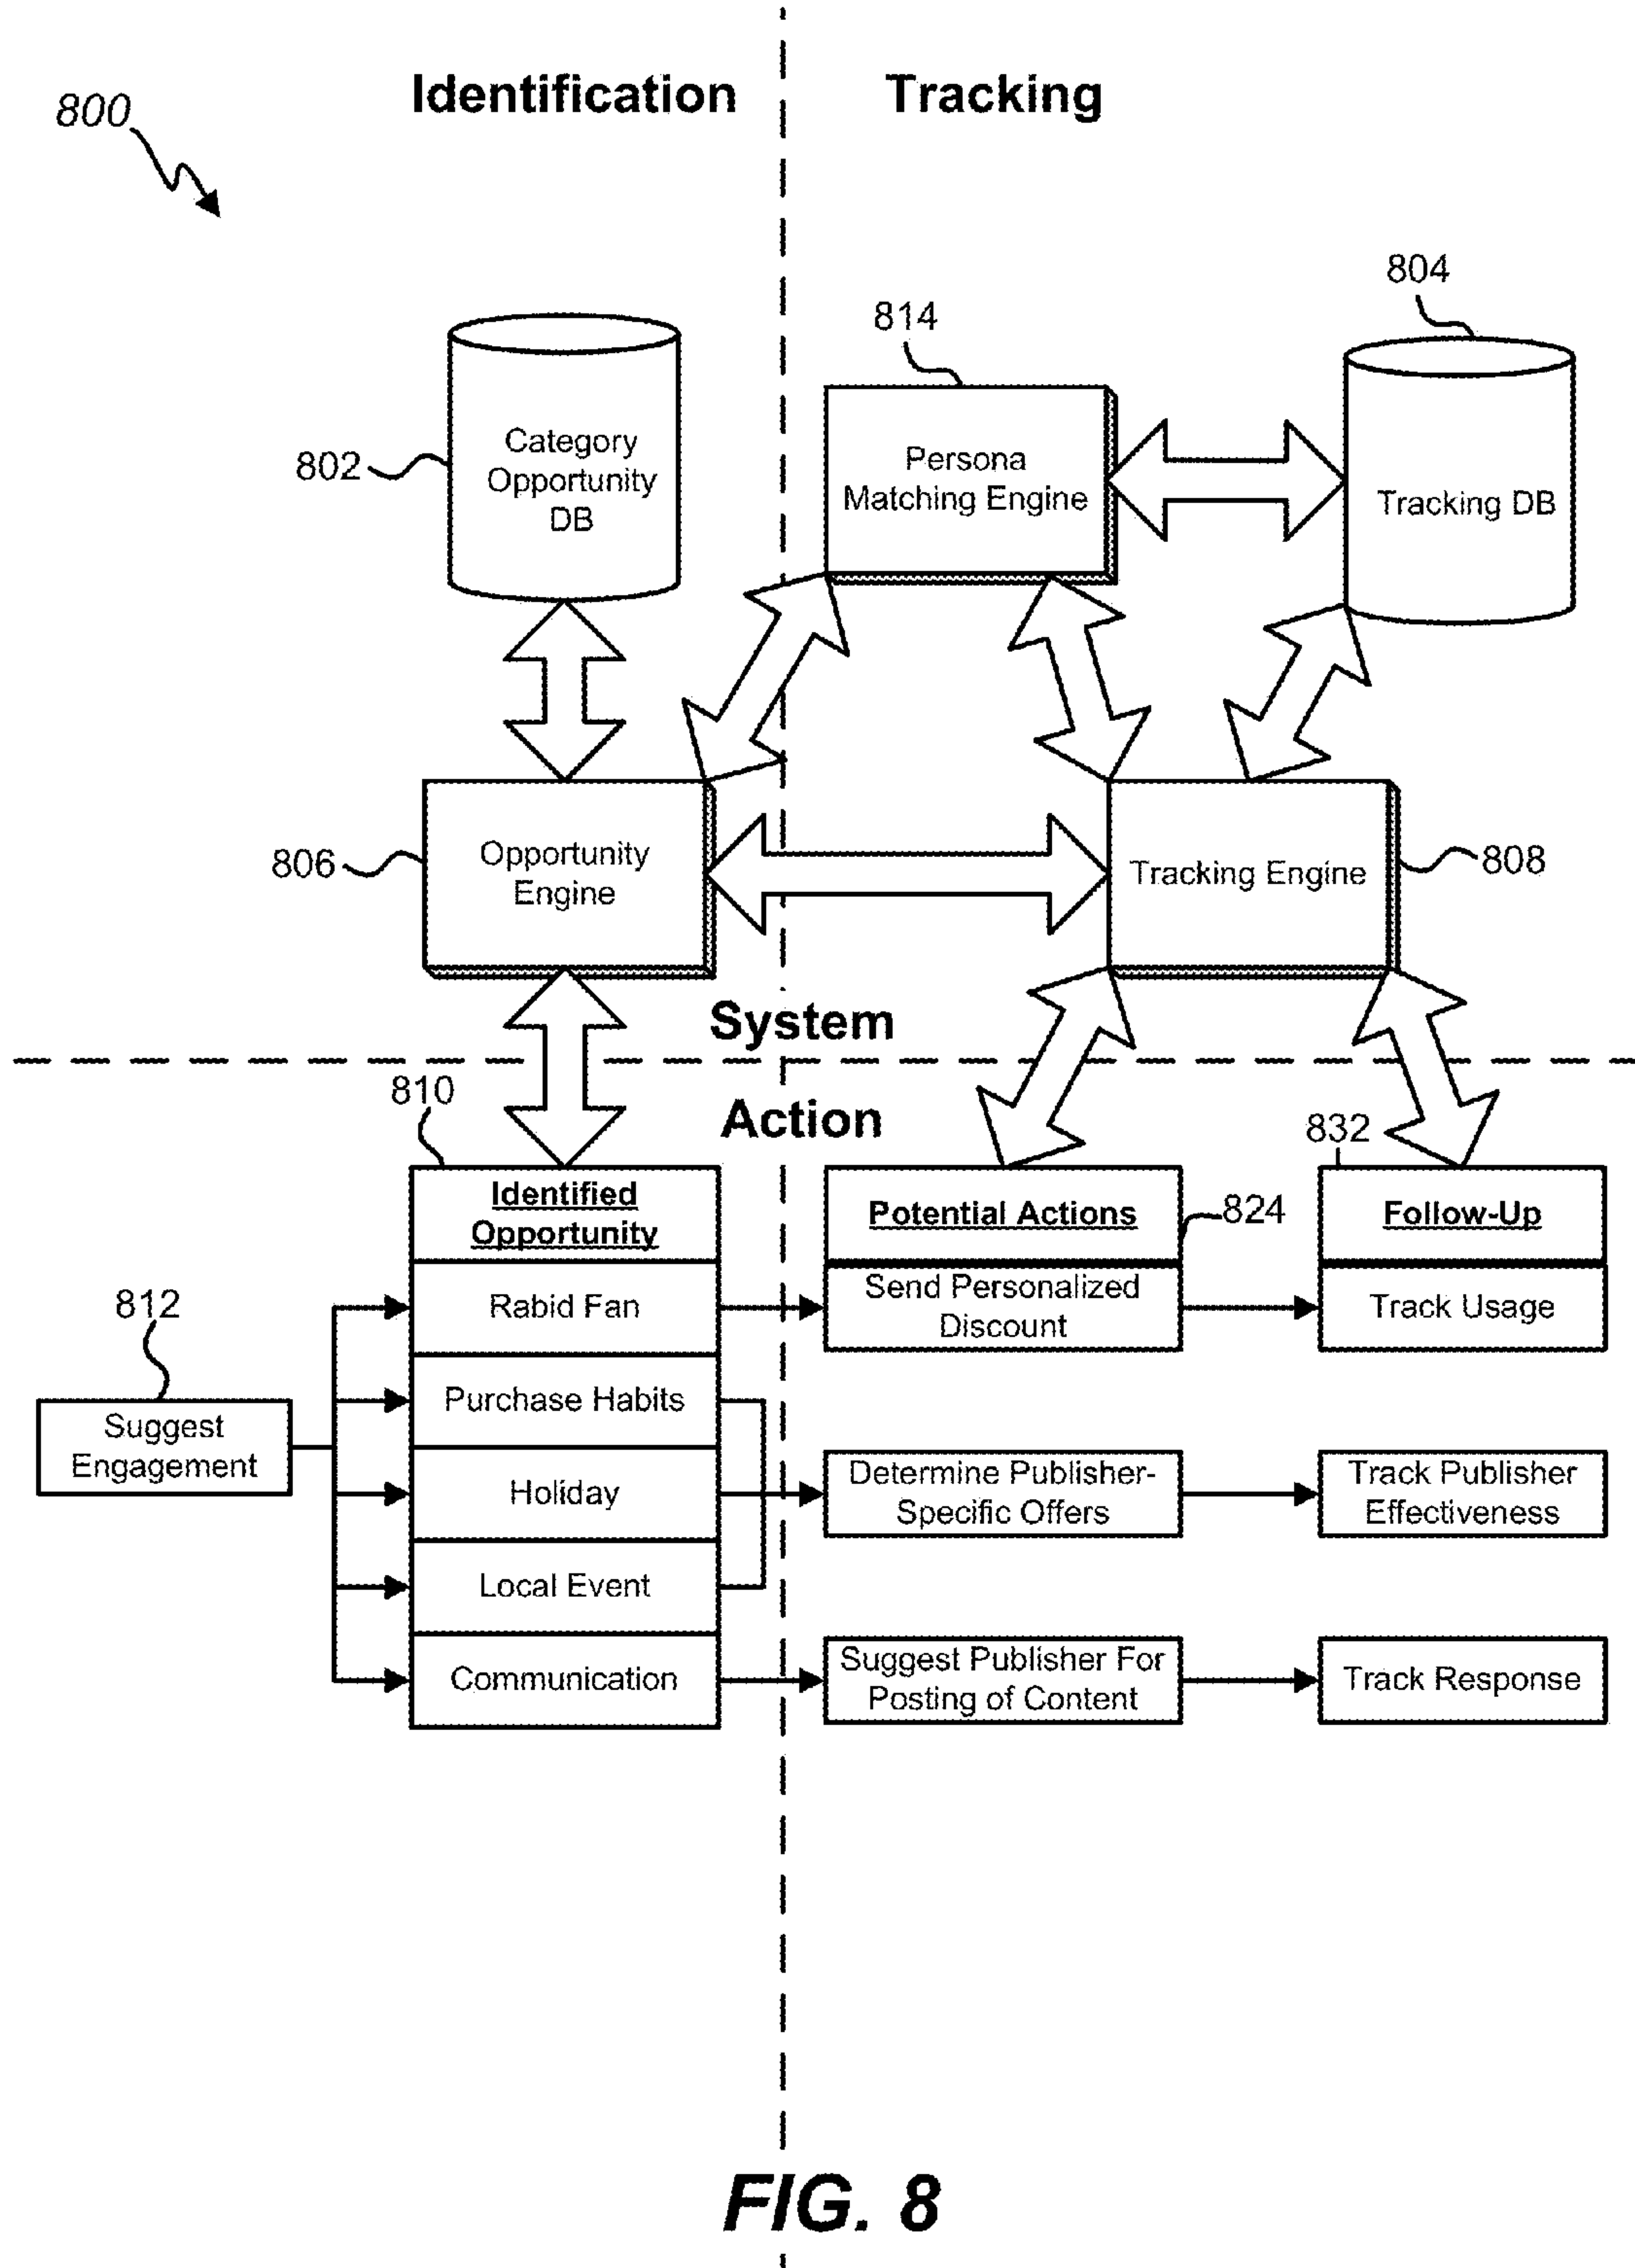 Identification
Tracking
800
804
814
802
Category
Opportunity
DB
Persona
Matching Engine
Tracking DB
806
Opportunity
Engine
Tracking Engine
808
System
Action
810
832
Identified
Opportunity
Potential Actions
824
Follow-Up
812
Suggest
Engagement
Rabid Fan
Send Personalized
Discount
Track Usage
Purchase Habits
Holiday
Determine Publisher-
Specific Offers
Track Publisher
Effectiveness
Local Event
Communication
Suggest Publisher For
Posting of Content
Track Response
FIG. 8